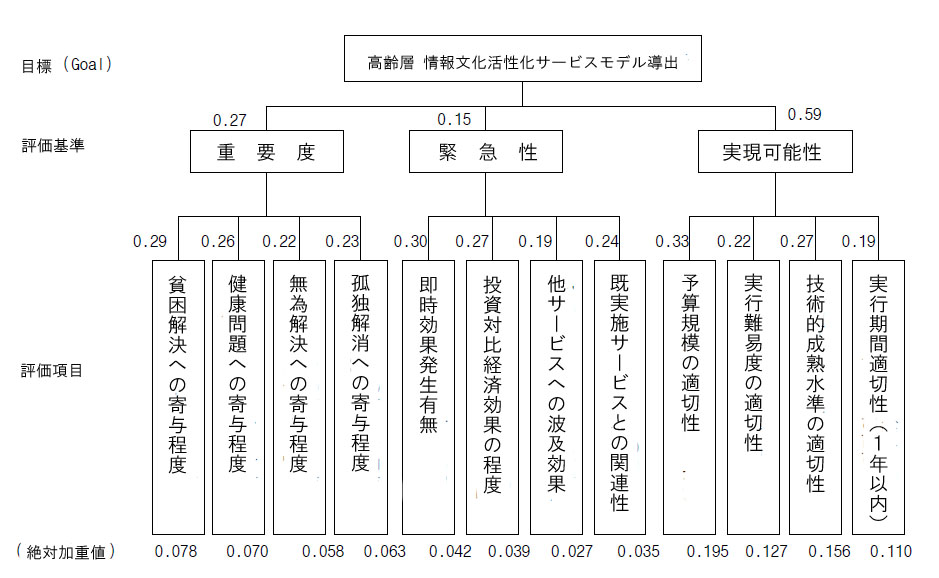 目標 (Goal)
高齢層 情報文化活性化サービスモデル導出
0.27
0.15
0.59
評価基準
重要度
緊急性
実現可能性
0.29
0.26
0.22
0.23
0.30
0.27
0.19
0.24
0.33
0.22
0.27
0.19
評価項目
貧困解決への寄与程度
健康問題への寄与程度
無為解決への寄与程度
孤独解消への寄与程度
即時効果発生有無
投資対比経済効果の程度
他サービスへの波及効果
既実施サービスとの関連性
予算規模の適切性
実行難易度の適切性
技術的成熟水準の適切性
実行期間適切性(1年以内)
(絶対加重値)
0.078
0.070
0.058
0.063
0.042
0.039
0.027
0.035
0.195
0.127
0.156
0.110